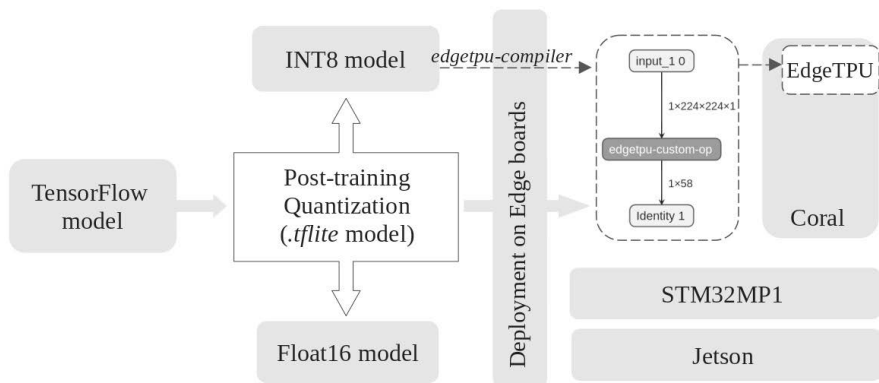 INT8 model
edgetpu-compiler
input_1 0
EdgeTPU
1×224×224×1
edgetpu-custom-op
1×58
Identity 1
Coral
TensorFlow
model
Post-training
Quantization
(.tflite model)
Deployment on Edge boards
STM32MP1
Float16 model
Jetson